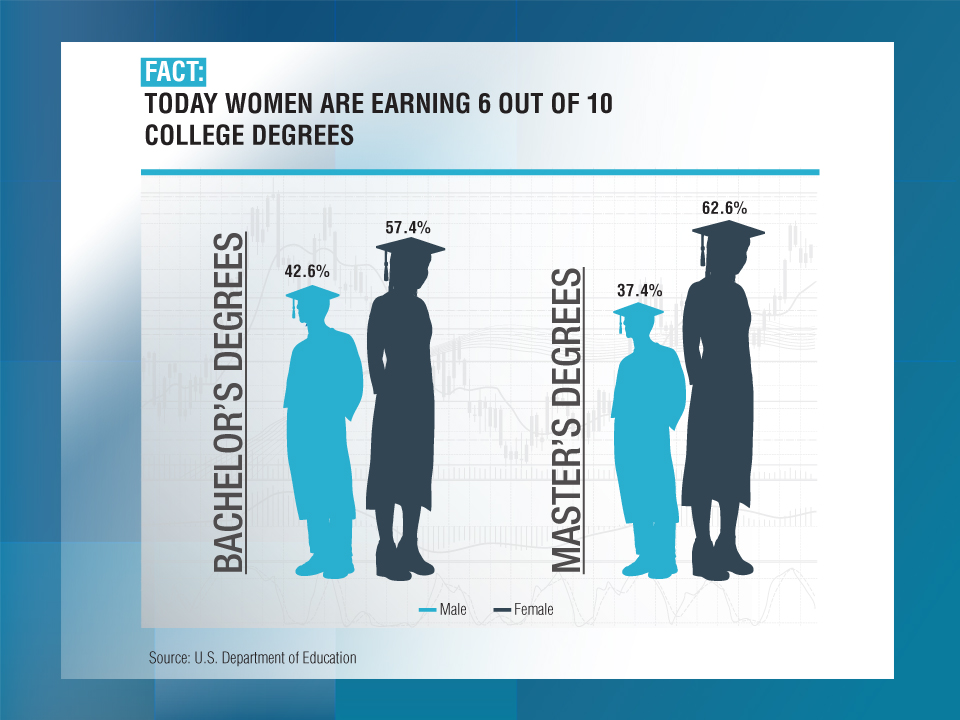 FACT:
TODAY WOMEN ARE EARNING 6 OUT OF 10
COLLEGE DEGREES
BACHELOR'S DEGREES
42.6%
57.4%
MASTER'S DEGREES
37.4%
62.6%
Male
Female
Source: U.S. Department of Education